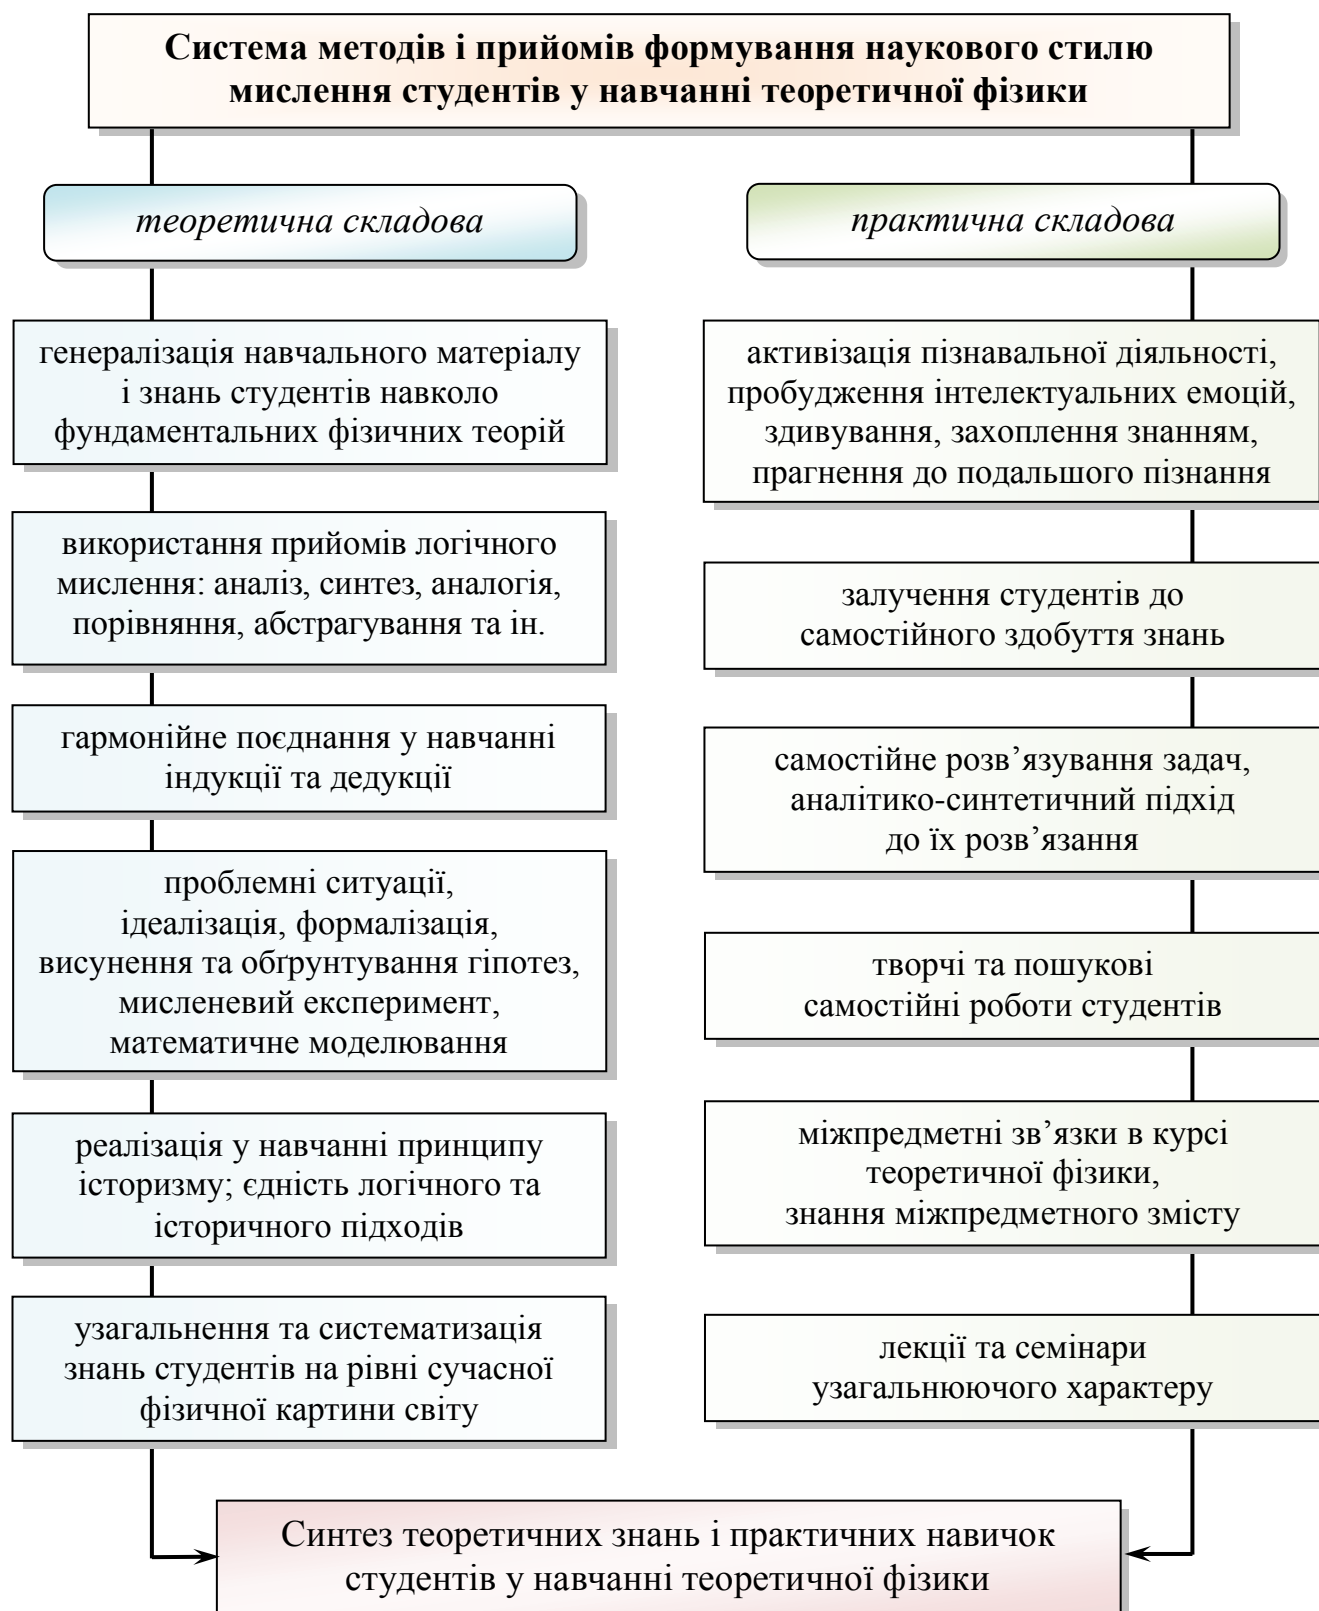 Система методів і прийомів формування наукового стилю
мислення студентів у навчанні теоретичної фізики
теоретична складова
генералізація навчального матеріалу
і знань студентів навколо
фундаментальних фізичних теорій
використання прийомів логічного
мислення: аналіз, синтез, аналогія,
порівняння, абстрагування та ін.
гармонійне поєднання у навчанні
індукції та дедукції
проблемні ситуації,
ідеалізація, формалізація,
висунення та обґрунтування гіпотез,
мисленевий експеримент,
математичне моделювання
реалізація у навчанні принципу
історизму; єдність логічного та
історичного підходів
узагальнення та систематизація
знань студентів на рівні сучасної
фізичної картини світу
практична складова
активізація пізнавальної діяльності,
пробудження інтелектуальних емоцій,
здивування, захоплення знанням,
прагнення до подальшого пізнання
залучення студентів до
самостійного здобуття знань
самостійне розв’язування задач,
аналітико-синтетичний підхід
до їх розв’язання
творчі та пошукові
самостійні роботи студентів
міжпредметні зв’язки в курсі
теоретичної фізики,
знання міжпредметного змісту
лекції та семінари
узагальнюючого характеру
Синтез теоретичних знань і практичних навичок
студентів у навчанні теоретичної фізики